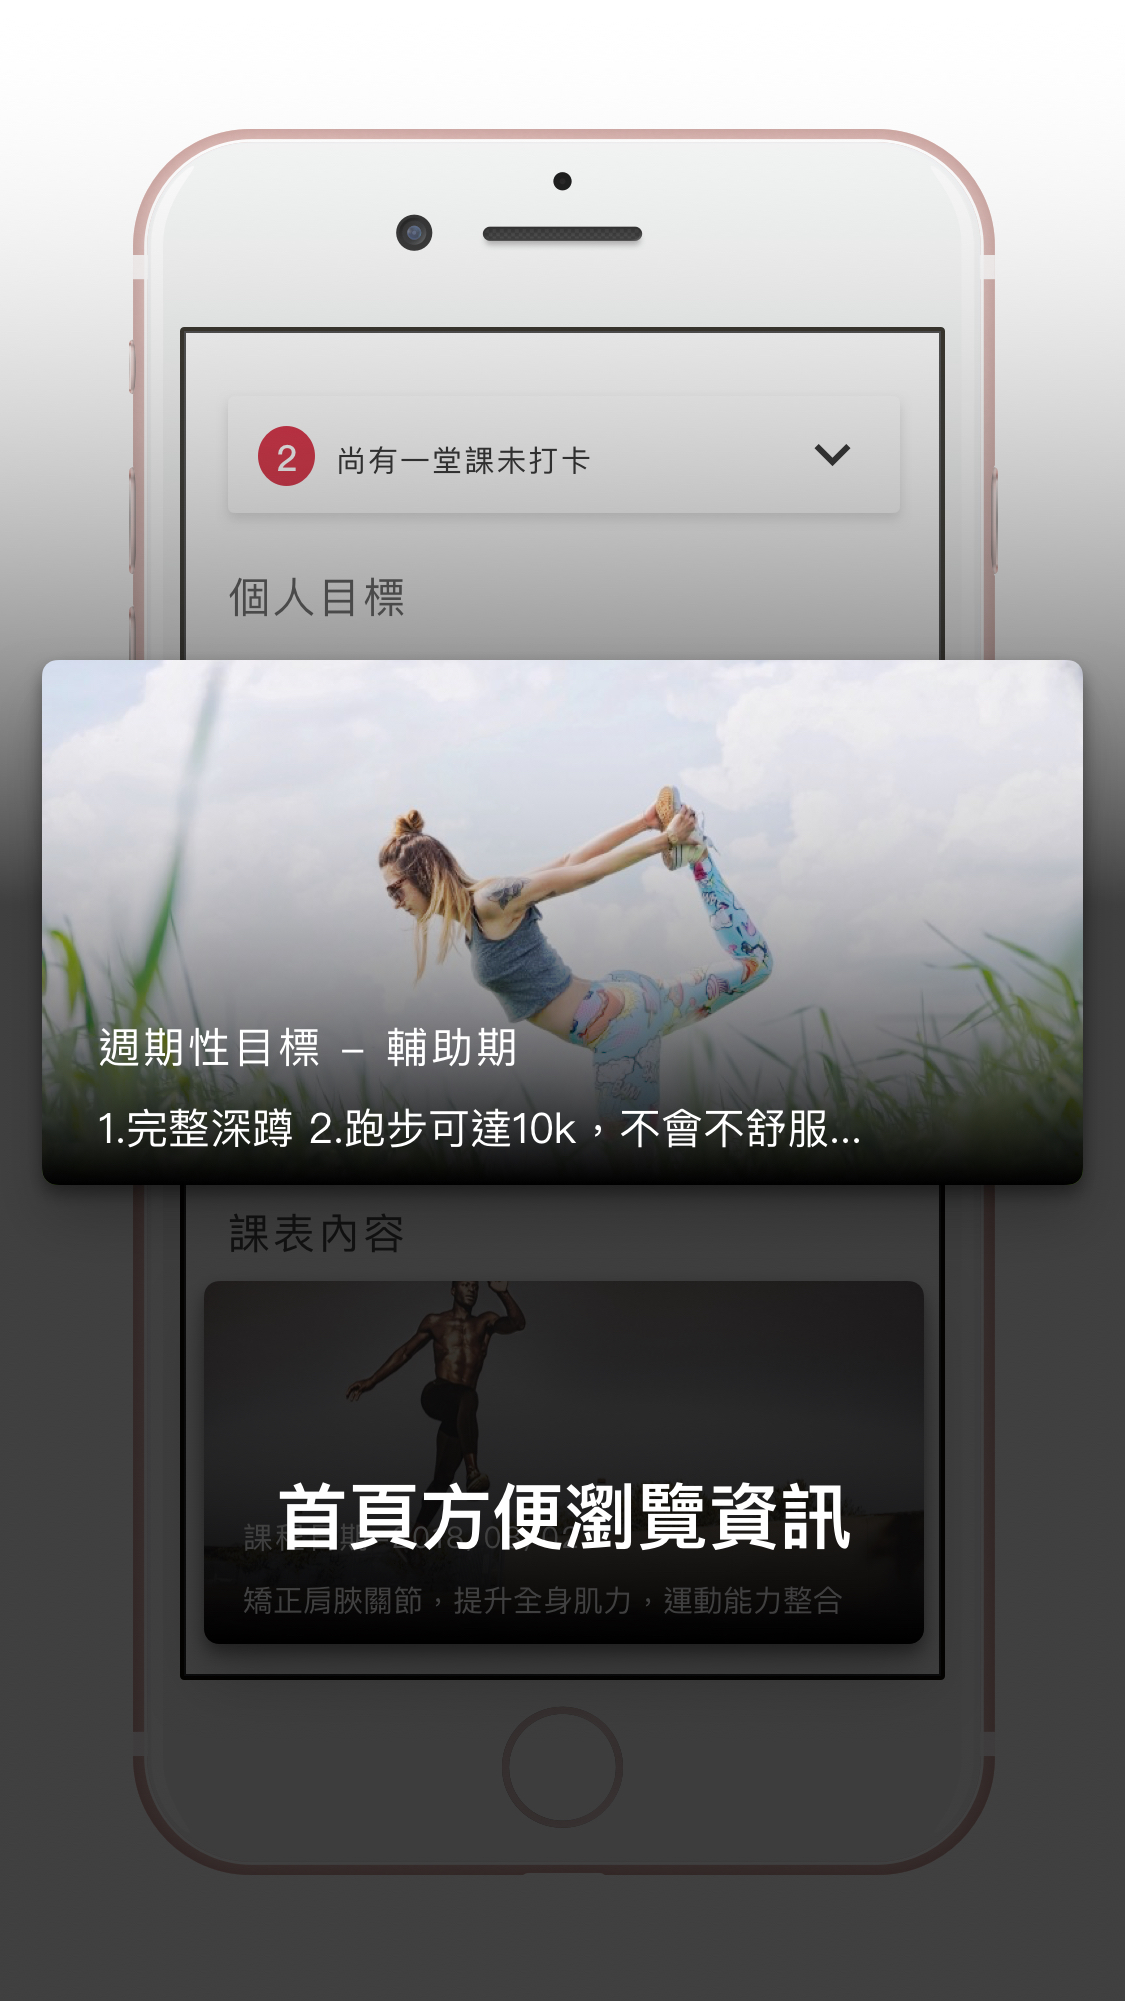 2 尚有一堂課未打卡
個人目標
週期性目標 – 輔助期
1.完整深蹲 2.跑步可達10k，不會不舒服...
課表內容
首頁方便瀏覽資訊
矯正肩胛關節，提升全身肌力，運動能力整合